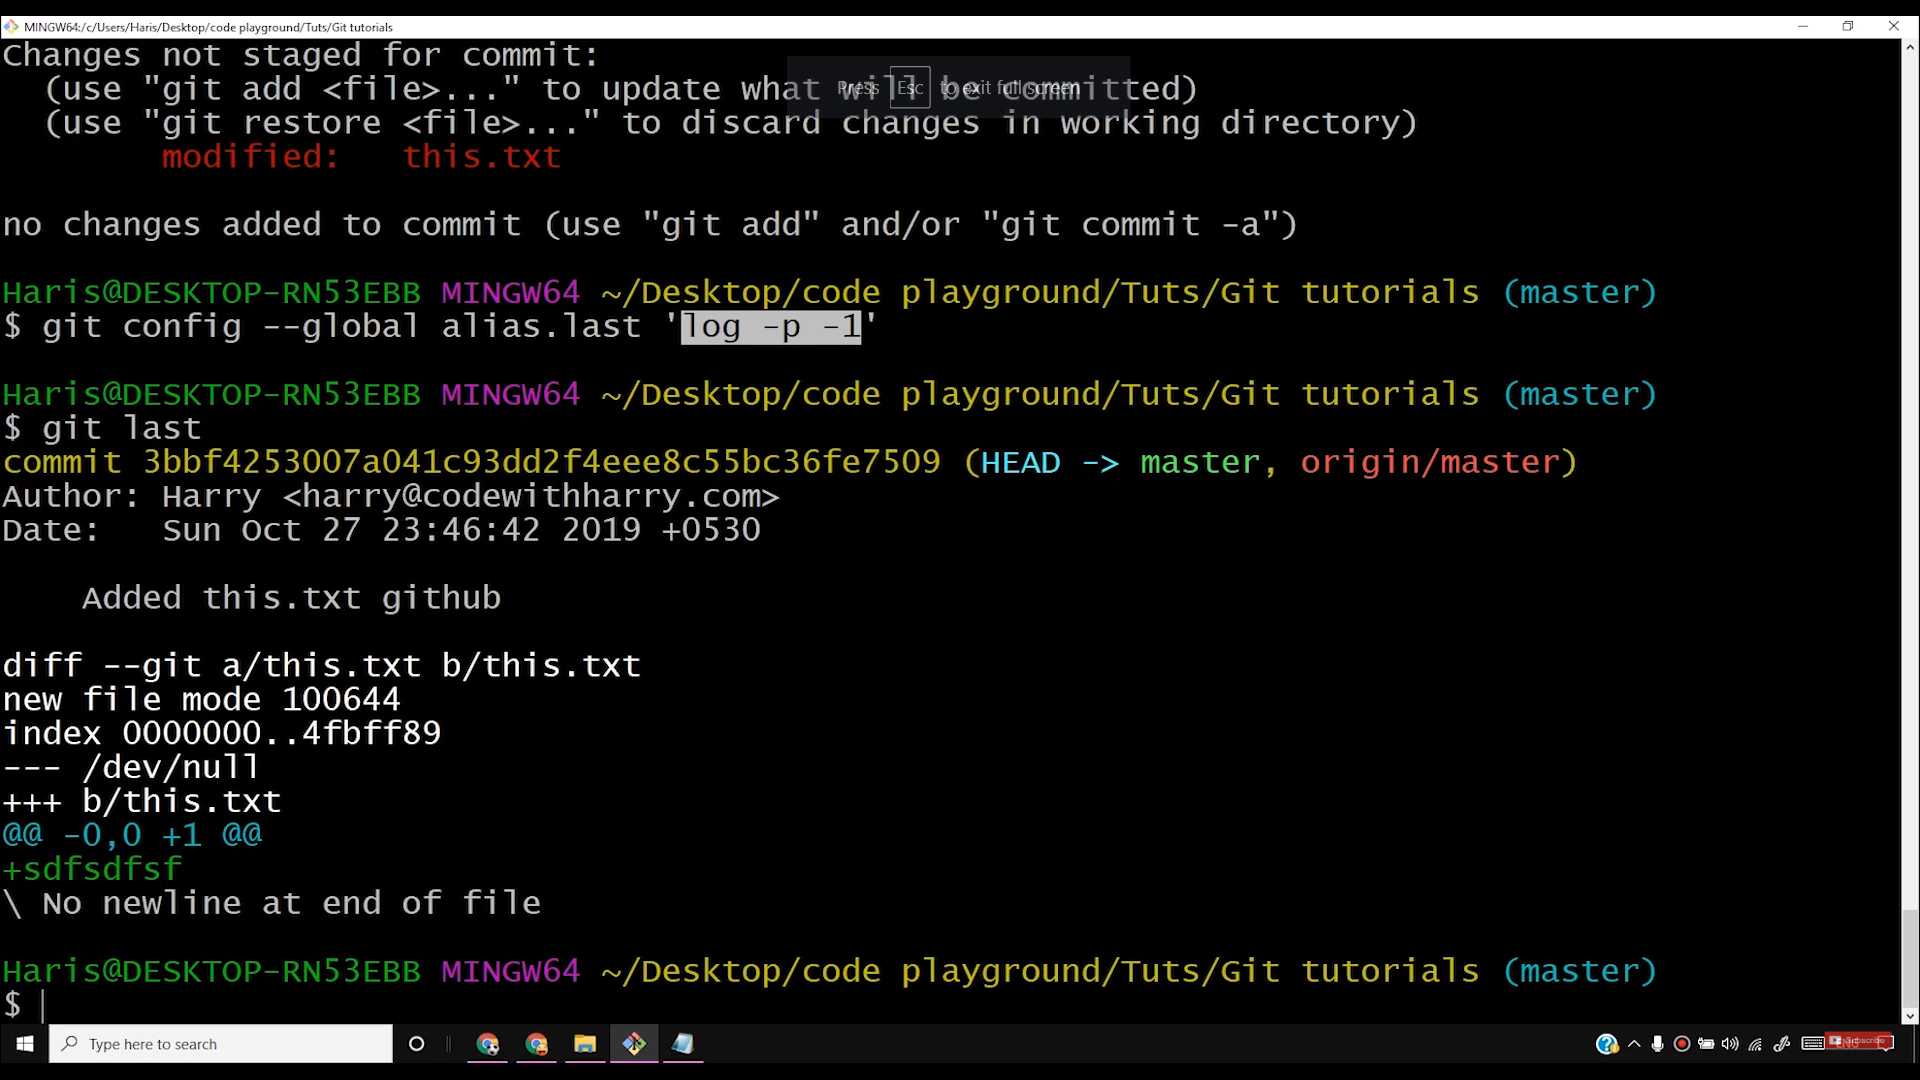 MINGW64:/c/Users/Haris/Desktop/code playground/Tuts/Git tutorials
Changes not staged for commit:
  (use "git add <file>..." to update what will be committed)
Press Esc to exit full screen
  (use "git restore <file>..." to discard changes in working directory)
        modified:   this.txt
no changes added to commit (use "git add" and/or "git commit -a")
Haris@DESKTOP-RN53EBB MINGW64 ~/Desktop/code playground/Tuts/Git tutorials (master)
$ git config --global alias.last 'log -p -1'
Haris@DESKTOP-RN53EBB MINGW64 ~/Desktop/code playground/Tuts/Git tutorials (master)
$ git last
commit 3bbf4253007a041c93dd2f4eee8c55bc36fe7509 (HEAD -> master, origin/master)
Author: Harry <harry@codewithharry.com>
Date:   Sun Oct 27 23:46:42 2019 +0530
    Added this.txt github
diff --git a/this.txt b/this.txt
new file mode 100644
index 0000000..4fbff89
--- /dev/null
+++ b/this.txt
@@ -0,0 +1 @@
+sdfsdfsf
\ No newline at end of file
Haris@DESKTOP-RN53EBB MINGW64 ~/Desktop/code playground/Tuts/Git tutorials (master)
$
Type here to search
Subscribe